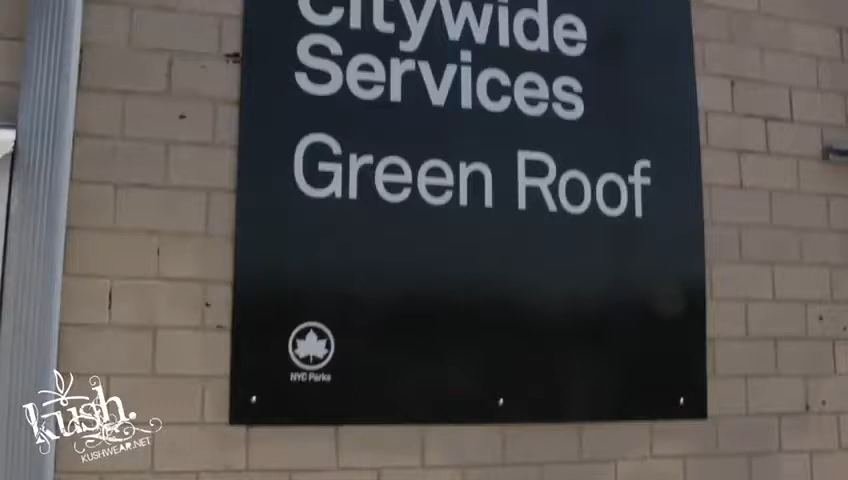 Citywide
Services
Green Roof
NYC Parks
kush.
KUSHWEAR.NET